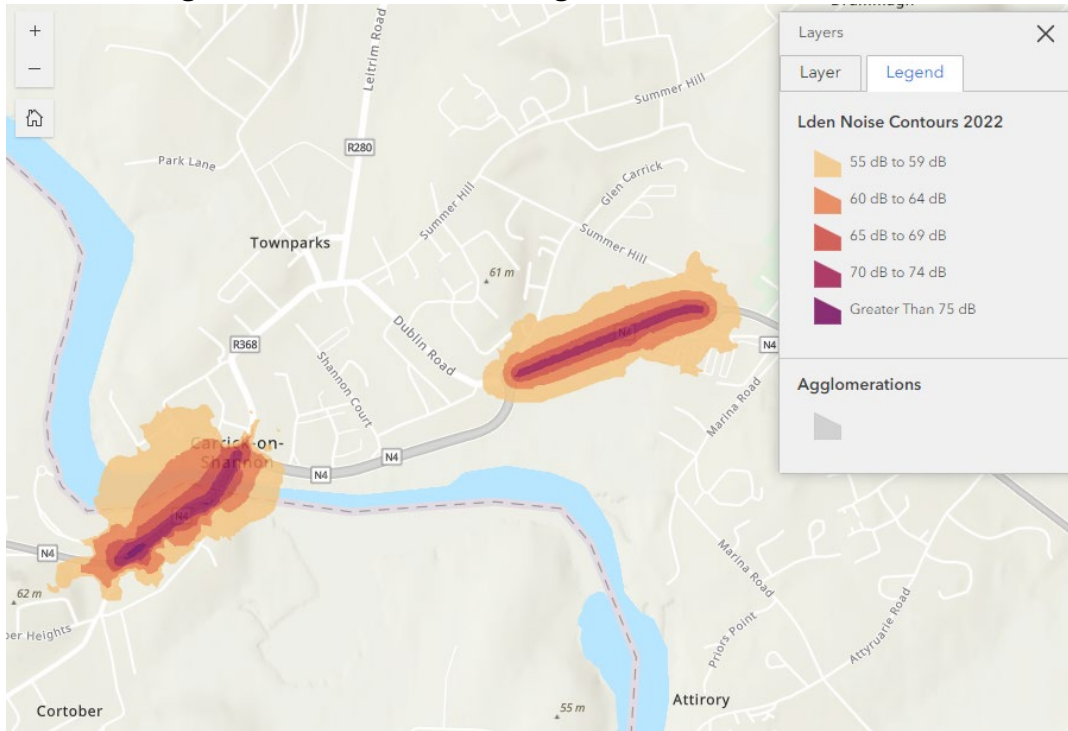 +
−
Leitrim Road
Summer Hill
R280
Park Lane
Glen Carrick
Summer Hill
Summer Hill
Townparks
61 m
Dublin Road
N4
N4
R368
Shannon Court
Marina Road
Carrick-on-
Shannon
N4
N4
N4
N4
62 m
Marina Road
Priors Point
Attyruarie Road
Attirory
Cortober
55 m
Layers
Layer
Legend
Lden Noise Contours 2022
55 dB to 59 dB
60 dB to 64 dB
65 dB to 69 dB
70 dB to 74 dB
Greater Than 75 dB
Agglomerations